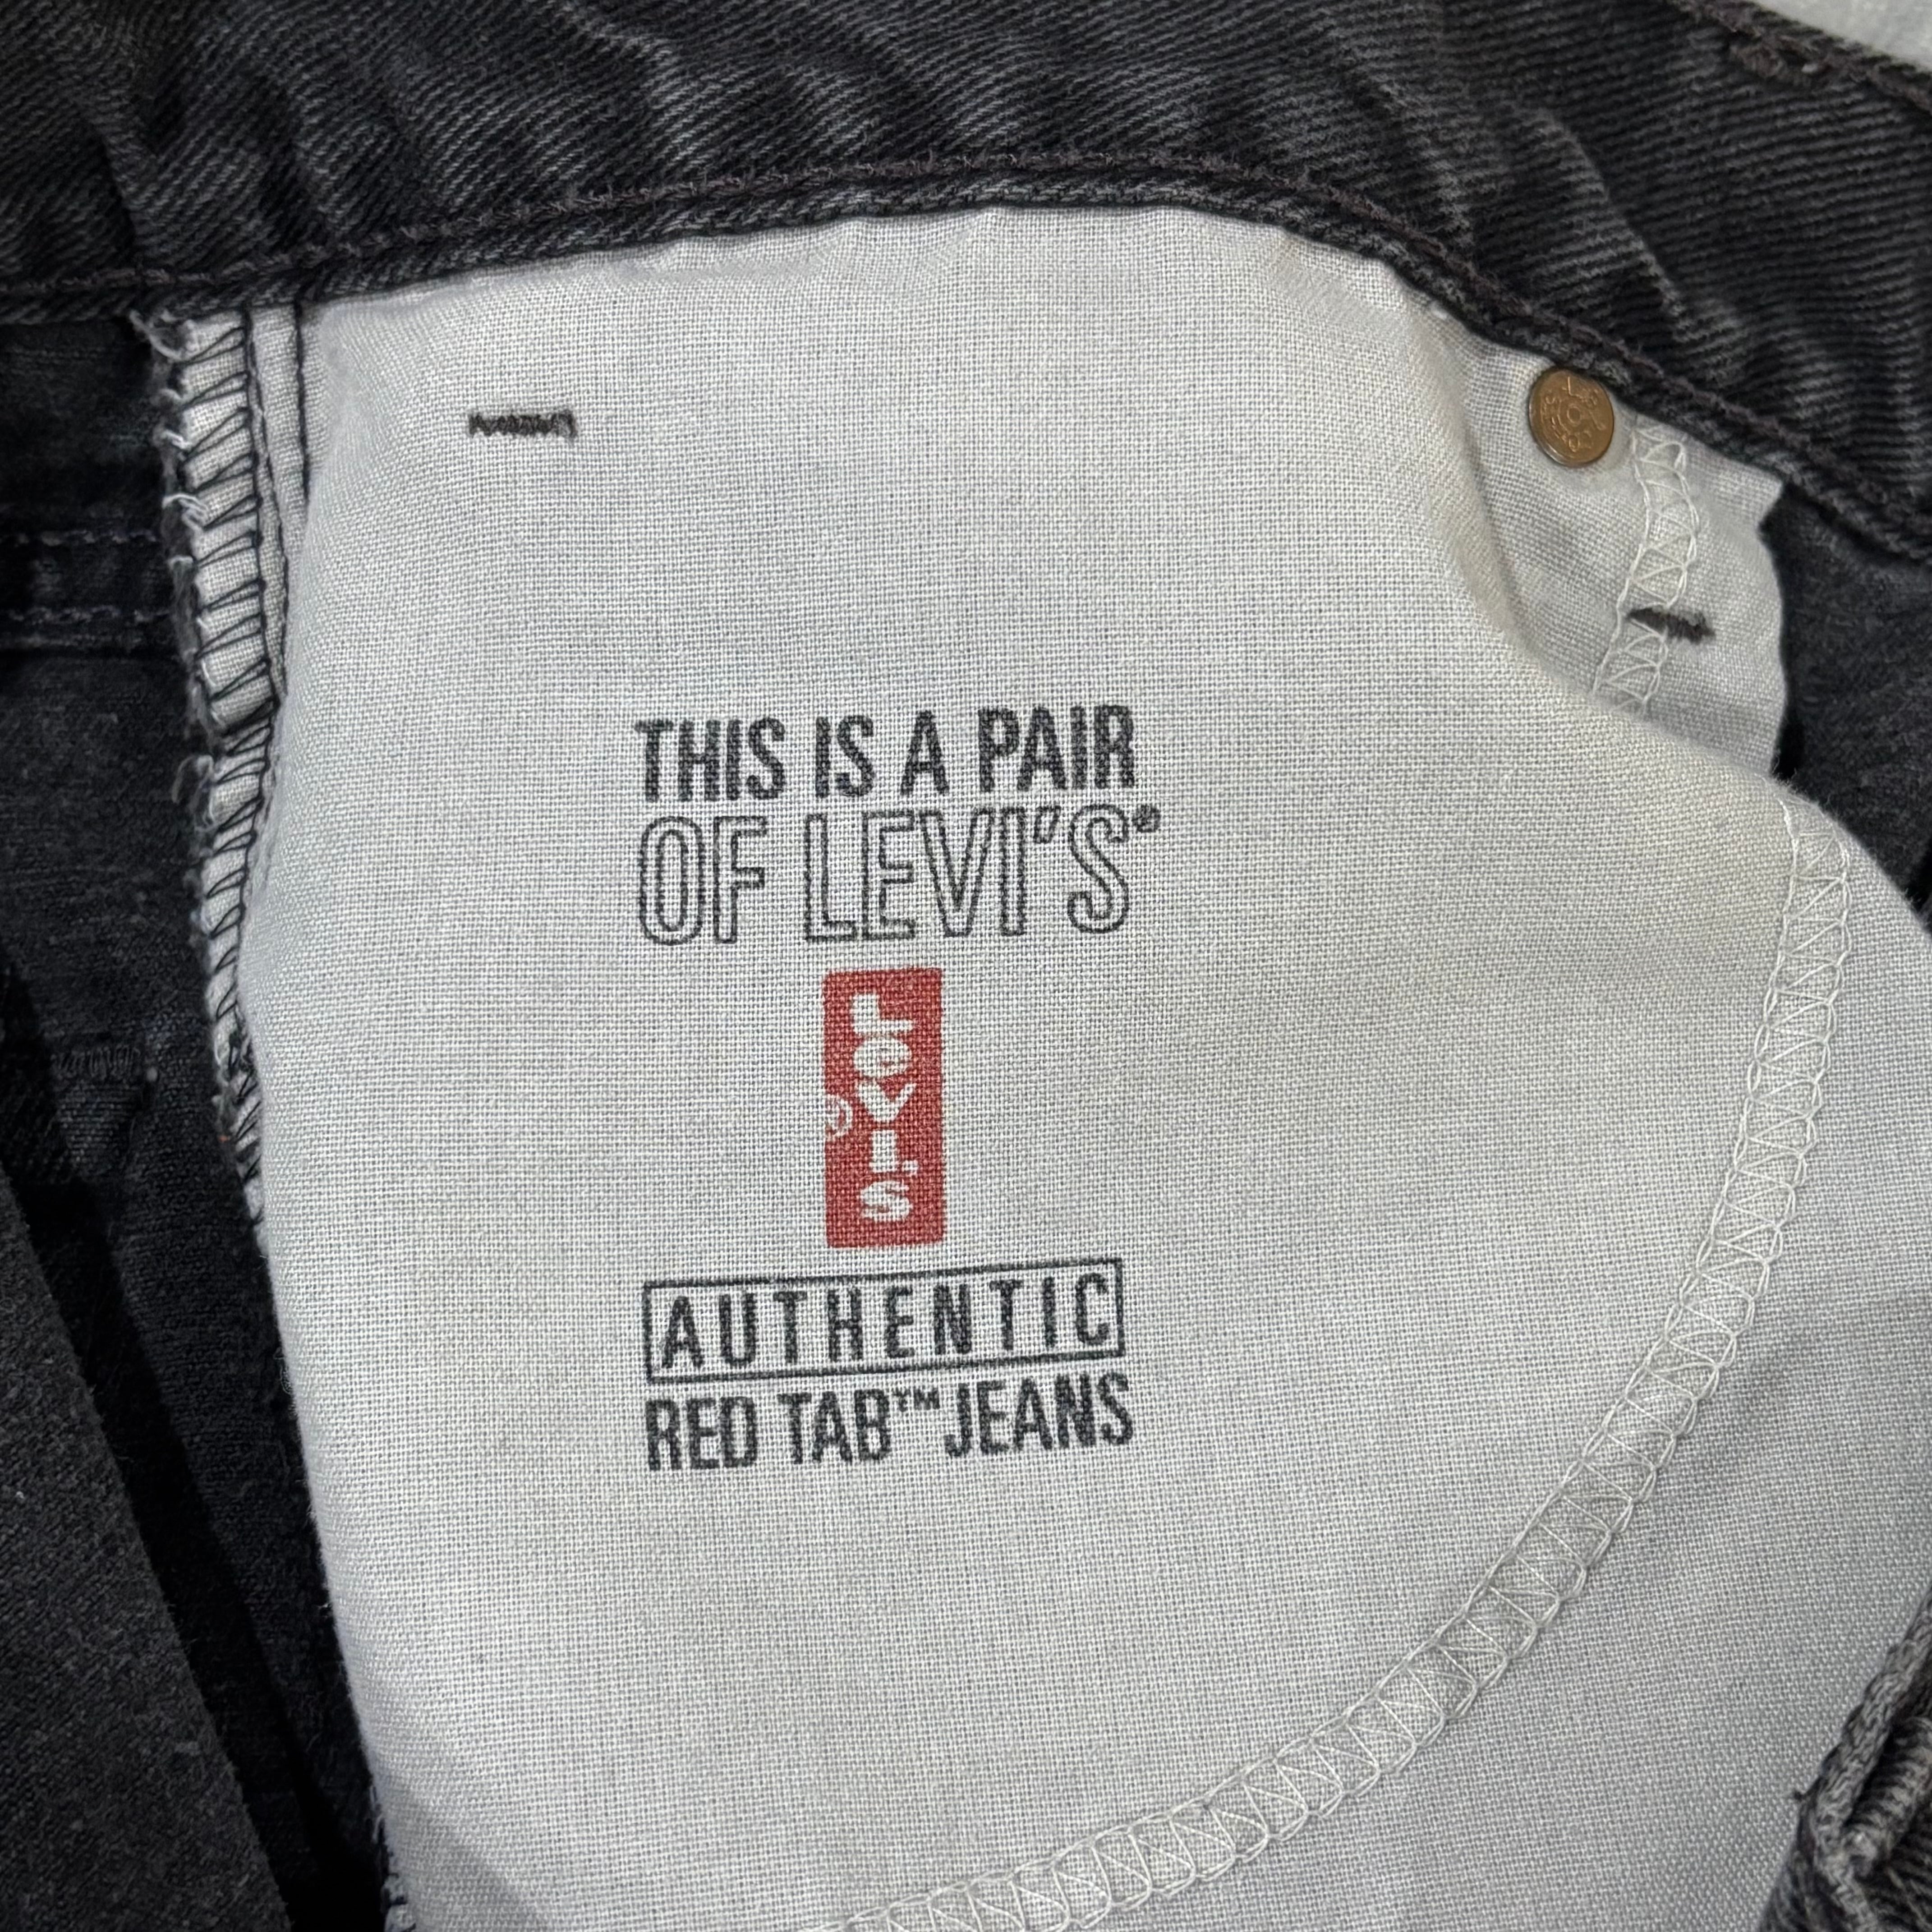 THIS IS A PAIR
OF LEVI'S®
LEVI'S
®
AUTHENTIC
RED TAB™ JEANS